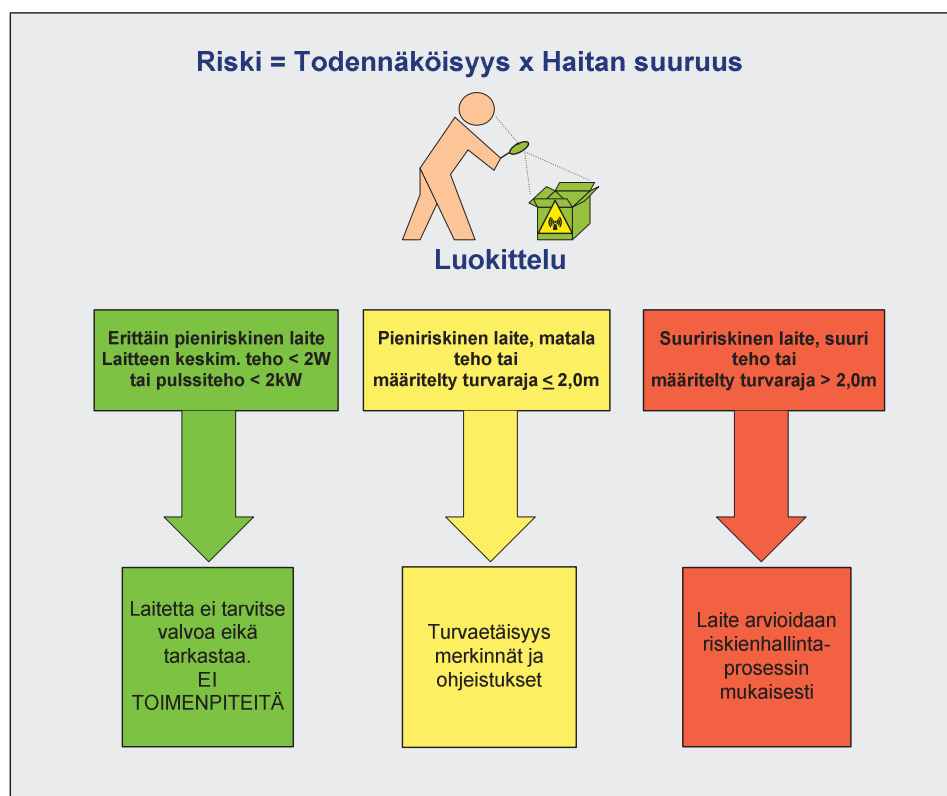 Riski = Todennäköisyys x Haitan suuruus
Luokittelu
Erittäin pieniriskinen laite
Laitteen keskim. teho < 2W
tai pulssiteho < 2kW
Pieniriskinen laite, matala
teho tai
määritelty turvaraja ≤ 2,0m
Suuririskinen laite, suuri
teho tai
määritelty turvaraja > 2,0m
Laitetta ei tarvitse
valvoa eikä
tarkastaa.
EI
TOIMENPITEITÄ
Turvaetäisyys
merkinnät ja
ohjeistukset
Laite arvioidaan
riskienhallinta-
prosessin
mukaisesti